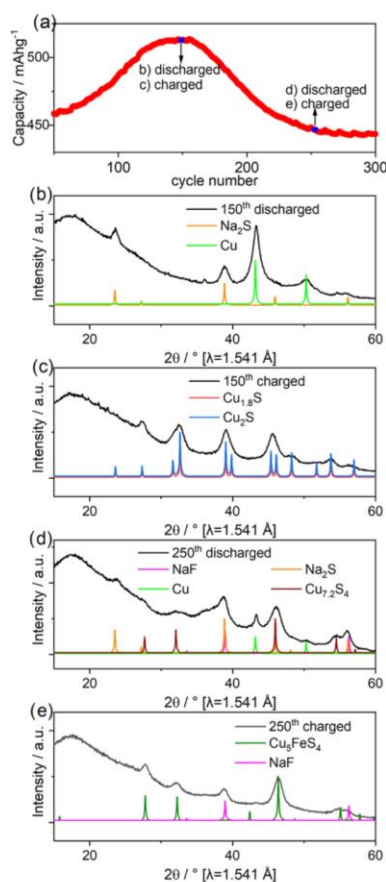 (a)
Capacity / mAhg⁻¹
500
450
b) discharged
c) charged
d) discharged
e) charged
100 200 300
cycle number
(b)
Intensity / a.u.
150th discharged
Na2S
Cu
20 40 60
2θ / ° [λ=1.541 Å]
(c)
Intensity / a.u.
150th charged
Cu1.8S
Cu2S
20 40 60
2θ / ° [λ=1.541 Å]
(d)
Intensity / a.u.
250th discharged
NaF Na2S
Cu Cu7.2S4
20 40 60
2θ / ° [λ=1.541 Å]
(e)
Intensity / a.u.
250th charged
Cu5FeS4
NaF
20 40 60
2θ / ° [λ=1.541 Å]